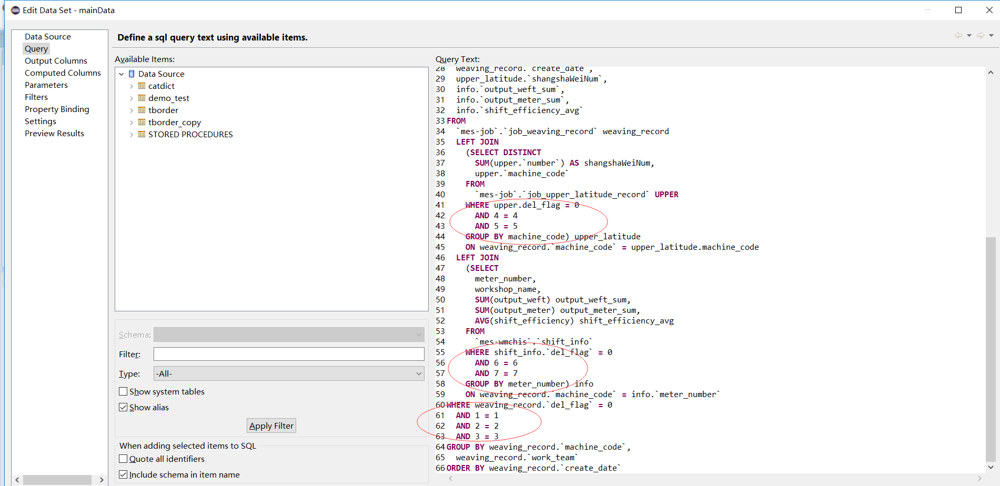 Edit Data Set - mainData
Data Source
Query
Output Columns
Computed Columns
Parameters
Filters
Property Binding
Settings
Preview Results
Define a sql query text using available items.
Available Items:
Data Source
catdict
demo_test
tborder
tborder_copy
STORED PROCEDURES
Schema:
Filter:
Type: -All-
Show system tables
Show alias
Apply Filter
When adding selected items to SQL
Quote all identifiers
Include schema in item name
Query Text:
28 weaving_record.`create_date`,
29 upper_latitude.`shangshaWeiNum`,
30 info.`output_weft_sum`,
31 info.`output_meter_sum`,
32 info.`shift_efficiency_avg`
33 FROM
34 `mes-job`.`job_weaving_record` weaving_record
35 LEFT JOIN
36 (SELECT DISTINCT
37 SUM(upper.`number`) AS shangshaWeiNum,
38 upper.`machine_code`
39 FROM
40 `mes-job`.`job_upper_latitude_record` UPPER
41 WHERE upper.del_flag = 0
42 AND 4 = 4
43 AND 5 = 5
44 GROUP BY machine_code) upper_latitude
45 ON weaving_record.`machine_code` = upper_latitude.machine_code
46 LEFT JOIN
47 (SELECT
48 meter_number,
49 workshop_name,
50 SUM(output_weft) output_weft_sum,
51 SUM(output_meter) output_meter_sum,
52 AVG(shift_efficiency) shift_efficiency_avg
53 FROM
54 `mes-wmchis`.`shift_info`
55 WHERE shift_info.`del_flag` = 0
56 AND 6 = 6
57 AND 7 = 7
58 GROUP BY meter_number) info
59 ON weaving_record.`machine_code` = info.`meter_number`
60 WHERE weaving_record.`del_flag` = 0
61 AND 1 = 1
62 AND 2 = 2
63 AND 3 = 3
64 GROUP BY weaving_record.`machine_code`,
65 weaving_record.`work_team`
66 ORDER BY weaving_record.`create_date`